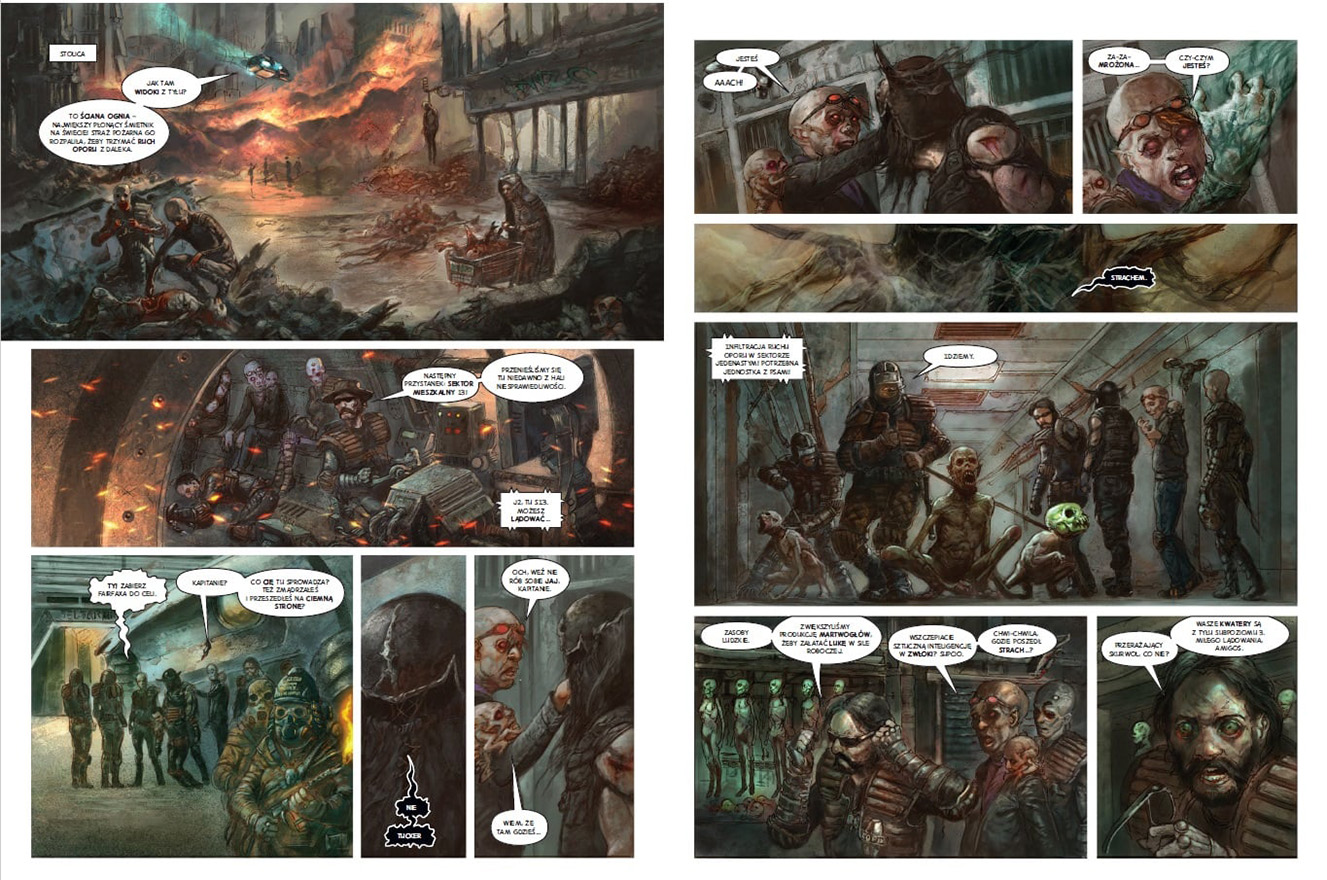 STOLICA
JAK TAM
WIDOKI Z TYŁU?
TO ŚCIANA OGNIA –
NAJWIĘKSZY PŁONĄCY ŚMIETNIK
NA ŚWIECIE! STRAŻ POŻARNA GO
ROZPALIŁA, ŻEBY TRZYMAĆ RUCH
OPORU Z DALEKA.
NASTĘPNY
PRZYSTANEK: SEKTOR
MIESZKALNY 13!
PRZENIEŚLIŚMY SIĘ
TU NIEDAWNO Z HALI
NIESPRAWIEDLIWOŚCI.
J2, TU S13.
MOŻESZ
LĄDOWAĆ...
TY! ZABIERZ
FAIRFAXA DO CELI.
KAPITANIE?
CO CIĘ TU SPROWADZA?
TEŻ ZMĄDRZAŁEŚ
I PRZESZEDŁEŚ NA CIEMNĄ
STRONĘ?
NIE
TUCKER
OCH, WEŹ NIE
RÓB SOBIE JAJ,
KAPITANIE.
WIEM, ŻE
TAM GDZIEŚ...
JESTEŚ
AAACH!
ZA-ZA-
MROŻONA...
CZY-CZYM
JESTEŚ?
STRACHEM.
INFILTRACJA RUCHU
OPORU W SEKTORZE
JEDENASTYM! POTRZEBNA
JEDNOSTKA Z PSAMI!
IDZIEMY.
ZASOBY
LUDZKIE.
ZWIĘKSZYLIŚMY
PRODUKCJĘ MARTWOGŁÓW,
ŻEBY ZAŁATAĆ LUKĘ W SILE
ROBOCZEJ.
WSZCZEPIACIE
SZTUCZNĄ INTELIGENCJĘ
W ZWŁOKI? SUPCIO.
CHWI-CHWILA,
GDZIE POSZEDŁ
STRACH...?
PRZERAŻAJĄCY
SKURWOL, CO NIE?
WASZE KWATERY SĄ
Z TYŁU SUBPOZIOMU 3.
MIŁEGO LĄDOWANIA,
AMIGOS.